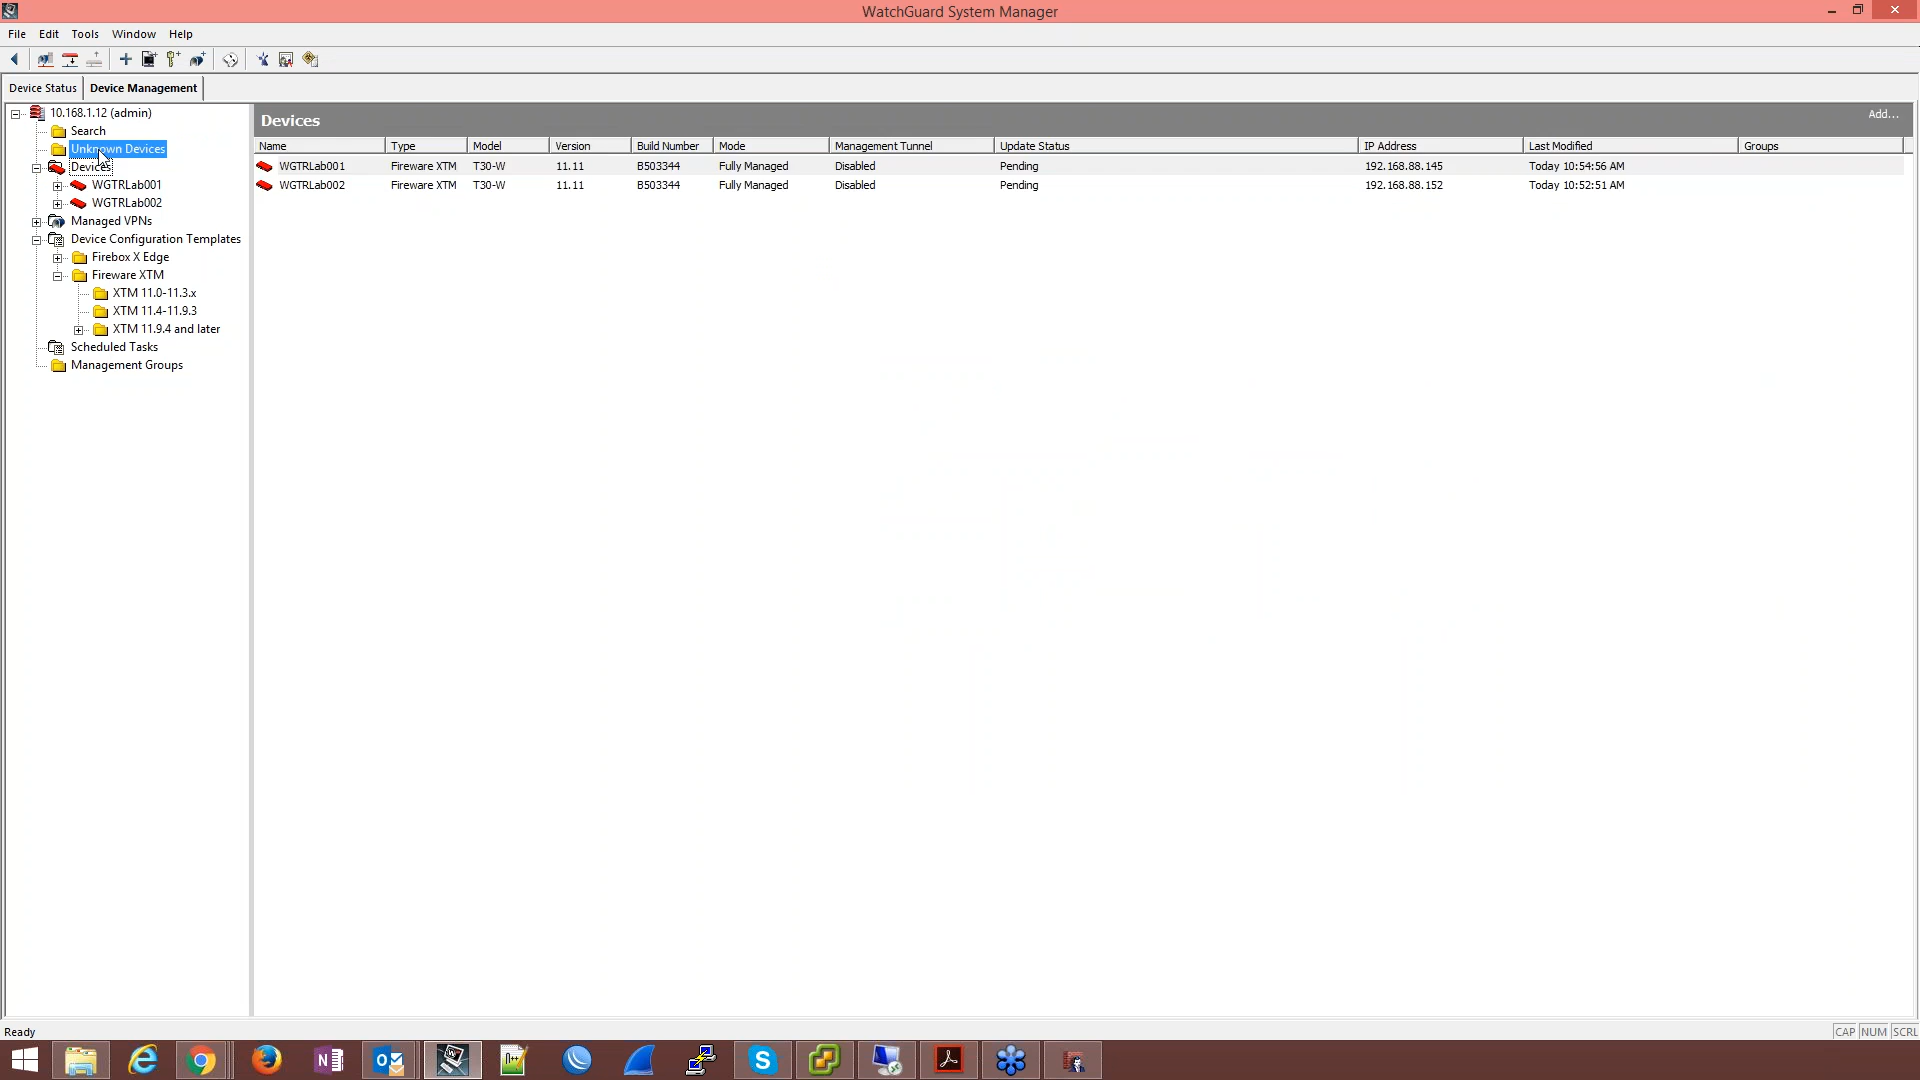 WatchGuard System Manager
File Edit Tools Window Help
Device Status Device Management
10.168.1.12 (admin)
Search
Unknown Devices
Devices
WGTRLab001
WGTRLab002
Managed VPNs
Device Configuration Templates
Firebox X Edge
Fireware XTM
XTM 11.0-11.3.x
XTM 11.4-11.9.3
XTM 11.9.4 and later
Scheduled Tasks
Management Groups
Devices Add...
Name Type Model Version Build Number Mode Management Tunnel Update Status IP Address Last Modified Groups
WGTRLab001 Fireware XTM T30-W 11.11 B503344 Fully Managed Disabled Pending 192.168.88.145 Today 10:54:56 AM
WGTRLab002 Fireware XTM T30-W 11.11 B503344 Fully Managed Disabled Pending 192.168.88.152 Today 10:52:51 AM
Ready CAP NUM SCRL